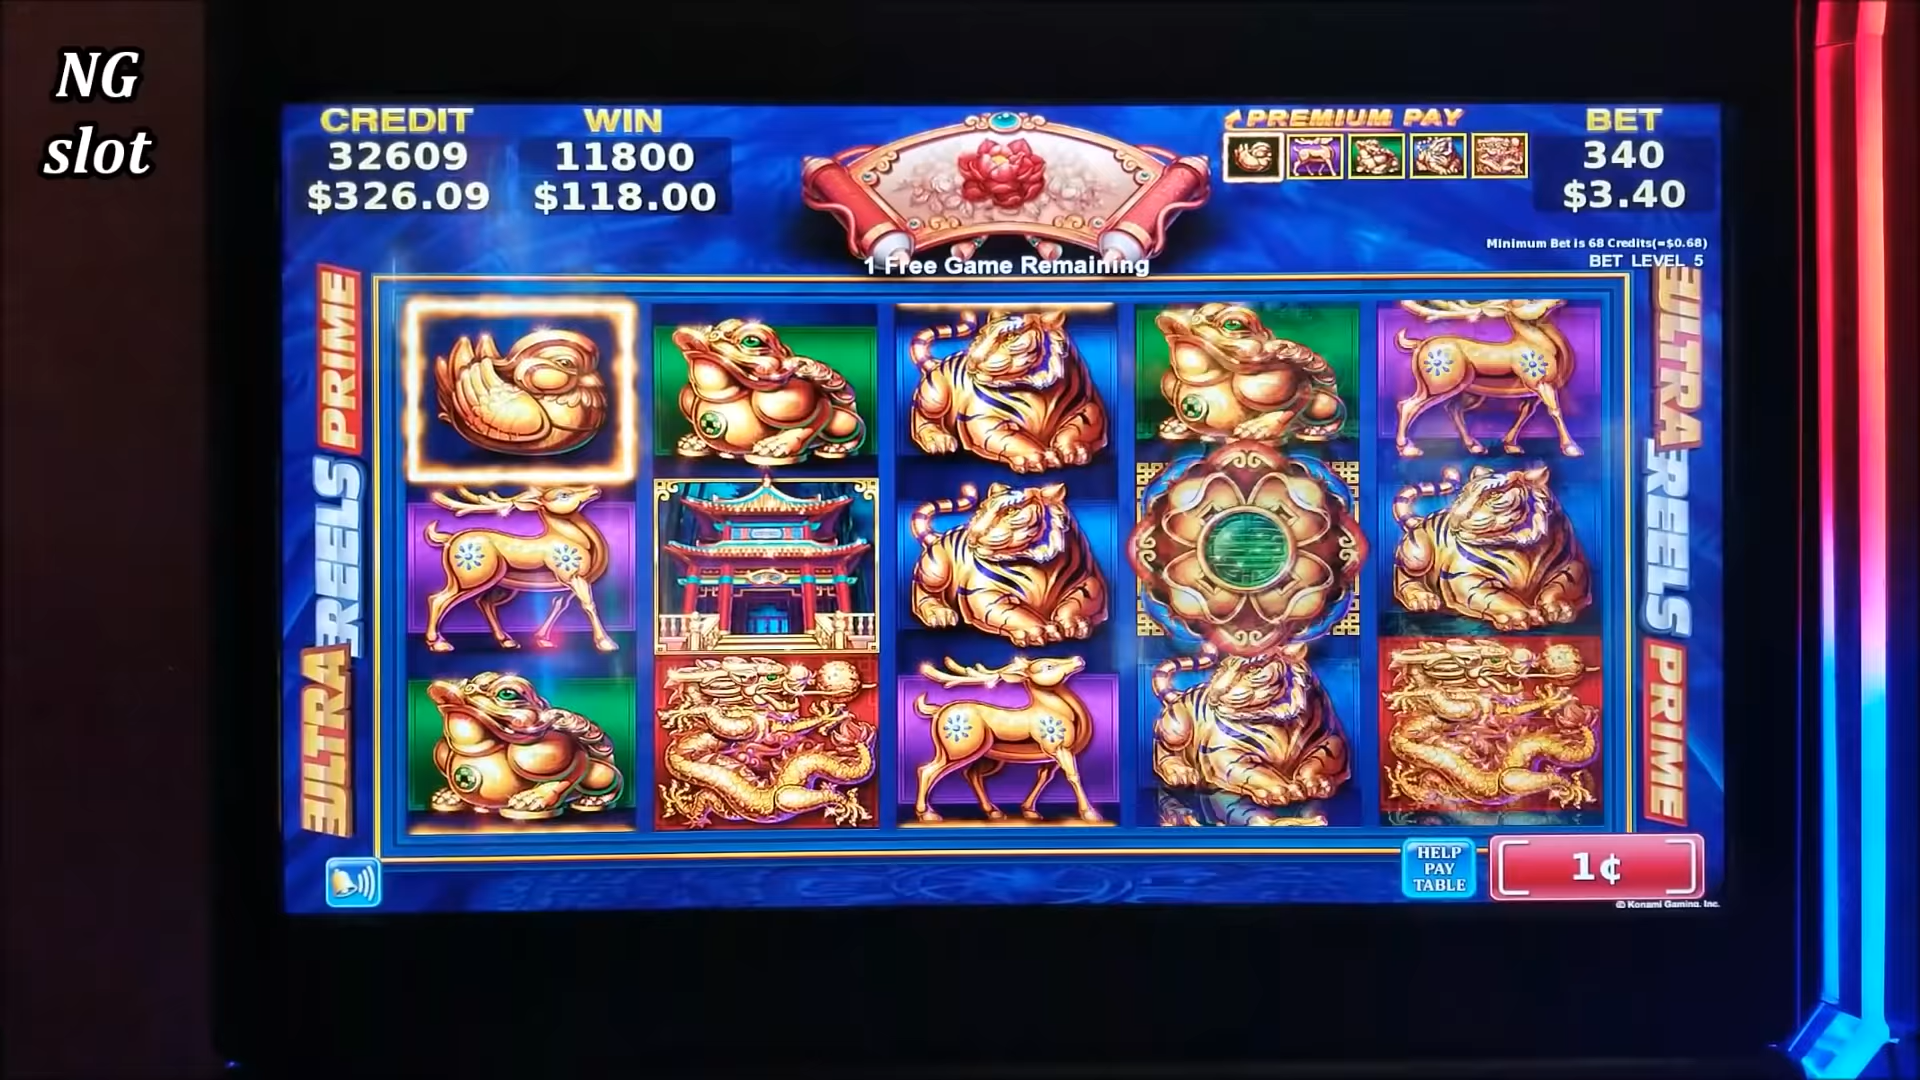 NG
slot
CREDIT
32609
$326.09
WIN
11800
$118.00
PREMIUM PAY
BET
340
$3.40
Minimum Bet is 68 Credits(=$0.68)
BET LEVEL 5
1 Free Game Remaining
ULTRA REELS PRIME
ULTRA REELS PRIME
HELP
PAY
TABLE
1¢
© Konami Gaming, Inc.